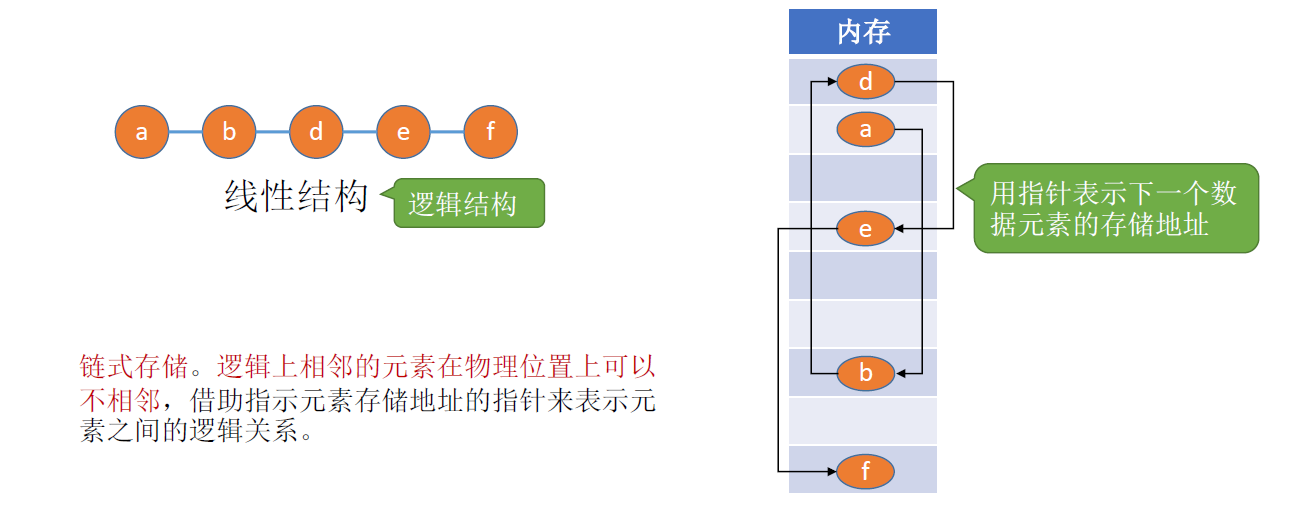 a b d e f
线性结构
逻辑结构
链式存储。逻辑上相邻的元素在物理位置上可以
不相邻，借助指示元素存储地址的指针来表示元
素之间的逻辑关系。
内存
d
a
e
b
f
用指针表示下一个数
据元素的存储地址